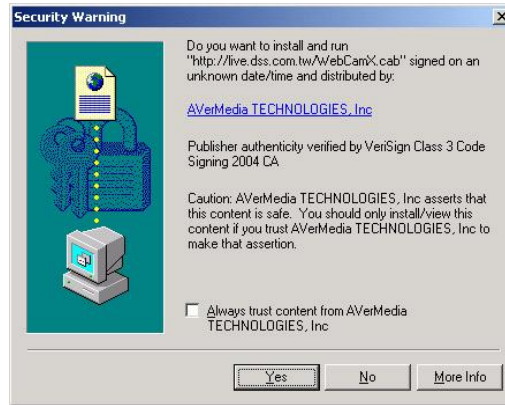 Security Warning
Do you want to install and run
"http://live.dss.com.tw/WebCamX.cab" signed on an
unknown date/time and distributed by:
AVerMedia TECHNOLOGIES, Inc
Publisher authenticity verified by VeriSign Class 3 Code
Signing 2004 CA
Caution: AVerMedia TECHNOLOGIES, Inc asserts that
this content is safe. You should only install/view this
content if you trust AVerMedia TECHNOLOGIES, Inc to
make that assertion.
Always trust content from AVerMedia
TECHNOLOGIES, Inc
Yes No More Info